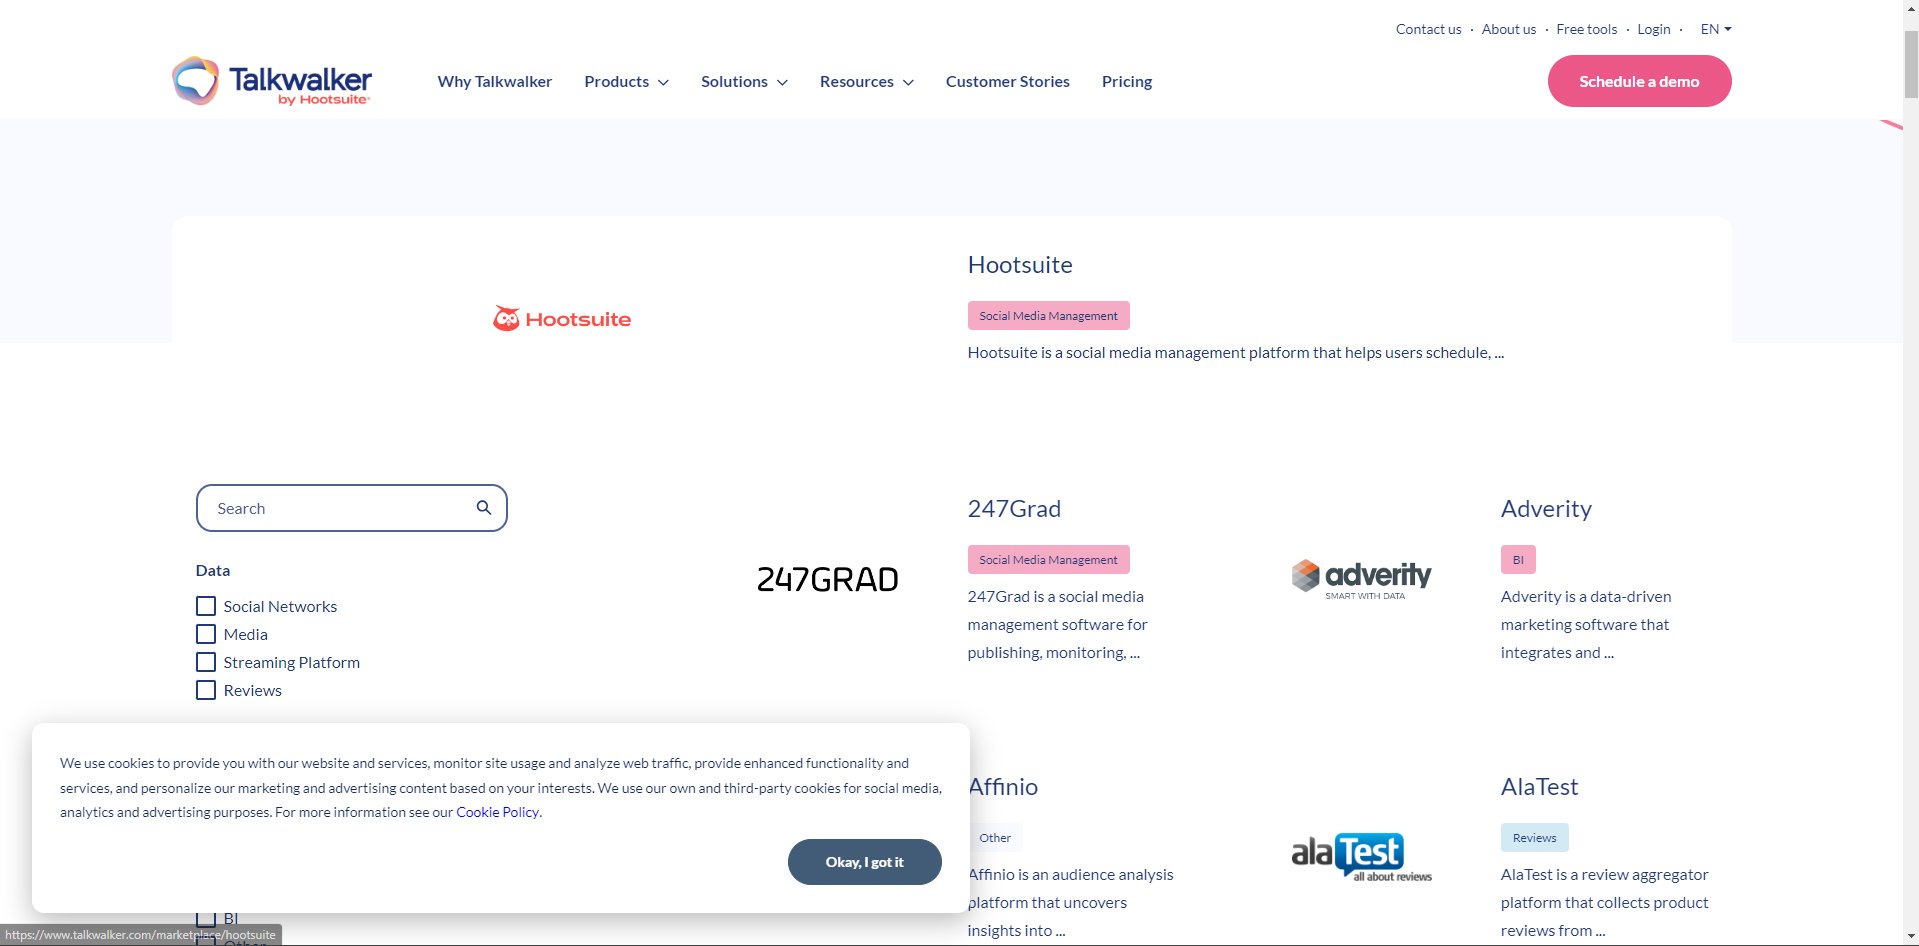 Contact us · About us · Free tools · Login · EN
Talkwalker
by Hootsuite
Why Talkwalker Products Solutions Resources Customer Stories Pricing
Schedule a demo
Hootsuite
Hootsuite
Social Media Management
Hootsuite is a social media management platform that helps users schedule, ...
Search
Data
Social Networks
Media
Streaming Platform
Reviews
247GRAD
247Grad
Social Media Management
247Grad is a social media
management software for
publishing, monitoring, ...
adverity
SMART WITH DATA
Adverity
BI
Adverity is a data-driven
marketing software that
integrates and ...
We use cookies to provide you with our website and services, monitor site usage and analyze web traffic, provide enhanced functionality and
services, and personalize our marketing and advertising content based on your interests. We use our own and third-party cookies for social media,
analytics and advertising purposes. For more information see our Cookie Policy.
Okay, I got it
Affinio
Other
Affinio is an audience analysis
platform that uncovers
insights into ...
alaTest
all about reviews
AlaTest
Reviews
AlaTest is a review aggregator
platform that collects product
reviews from ...
BI
Other
https://www.talkwalker.com/marketplace/hootsuite